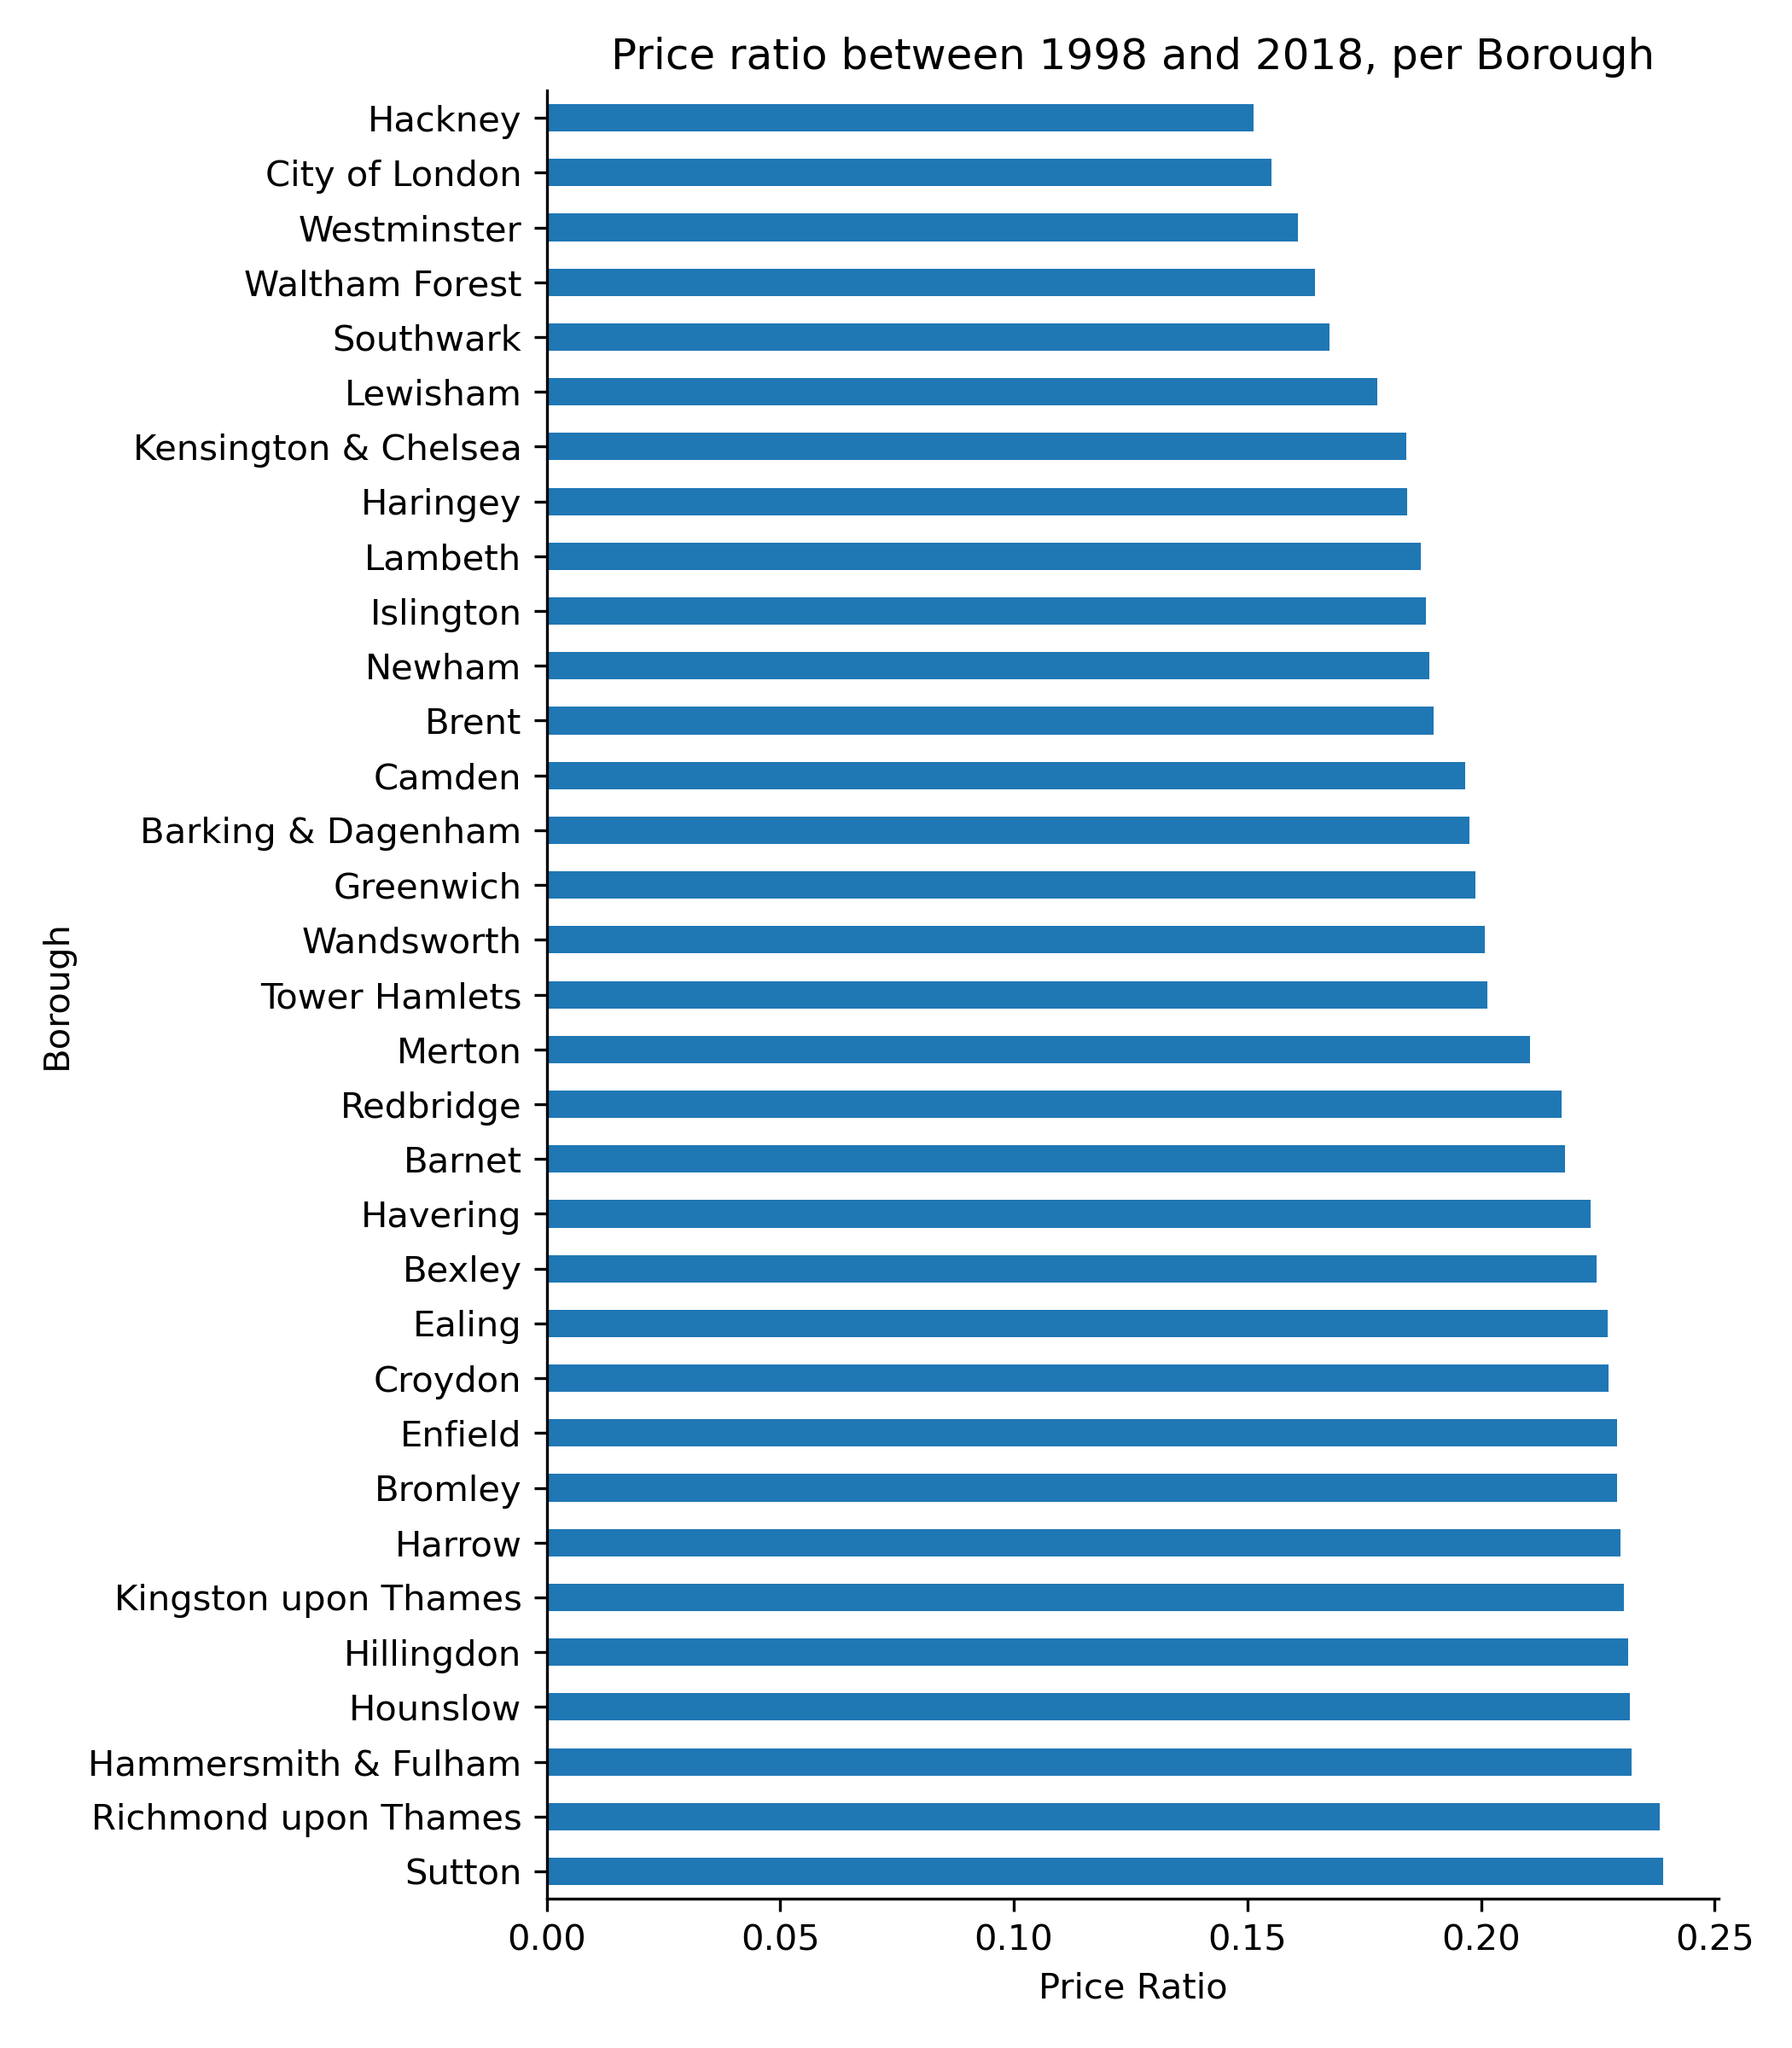 Price ratio between 1998 and 2018, per Borough
Hackney
City of London
Westminster
Waltham Forest
Southwark
Lewisham
Kensington & Chelsea
Haringey
Lambeth
Islington
Newham
Brent
Camden
Barking & Dagenham
Greenwich
Wandsworth
Tower Hamlets
Merton
Redbridge
Barnet
Havering
Bexley
Ealing
Croydon
Enfield
Bromley
Harrow
Kingston upon Thames
Hillingdon
Hounslow
Hammersmith & Fulham
Richmond upon Thames
Sutton
Borough
0.00 0.05 0.10 0.15 0.20 0.25
Price Ratio